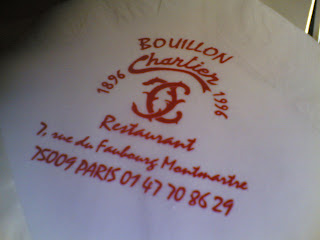 BOUILLON
Chartier
1896 1996
Restaurant
7, rue du Faubourg Montmartre
75009 PARIS 01 47 70 86 29